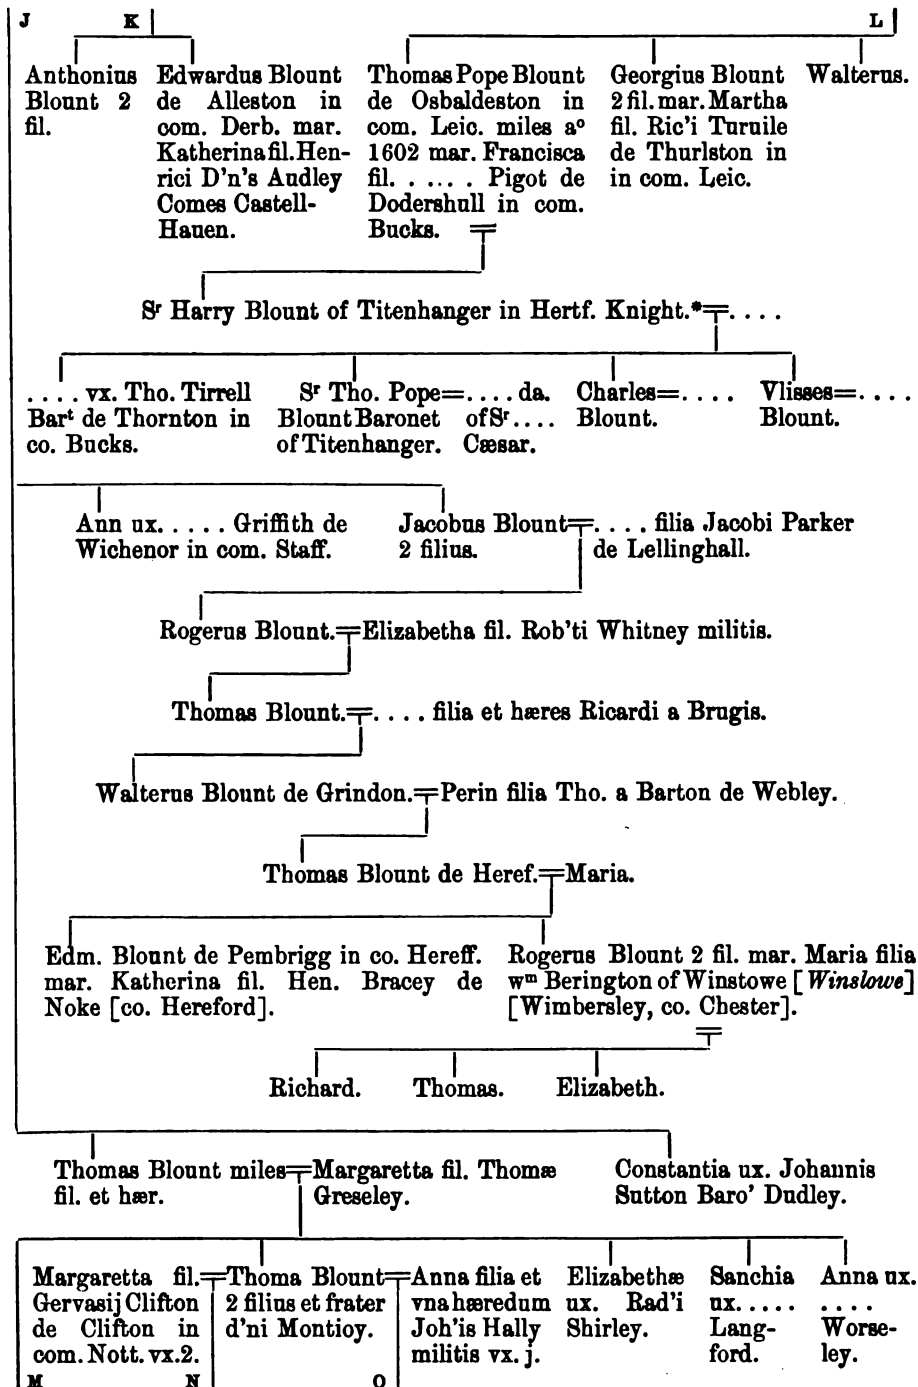 J K L
Anthonius
Blount 2
fil.
Edwardus Blount
de Alleston in
com. Derb. mar.
Katherina fil. Hen-
rici D'n's Audley
Comes Castell-
Hauen.
Thomas Pope Blount
de Osbaldeston in
com. Leic. miles aº
1602 mar. Francisca
fil. . . . . . . Pigot de
Dodershull in com.
Bucks.
Georgius Blount
2 fil. mar. Martha
fil. Ric'i Turuile
de Thurlston in
in com. Leic.
Walterus.
Sʳ Harry Blount of Titenhanger in Hertf. Knight.*=. . . .
. . . . vx. Tho. Tirrell
Barᵗ de Thornton in
co. Bucks.
Sʳ Tho. Pope=. . . . da.
Blount Baronet of Sʳ . . . .
of Titenhanger. Cæsar.
Charles=. . . .
Blount.
Vlisses=. . . .
Blount.
Ann ux. . . . . Griffith de
Wichenor in com. Staff.
Jacobus Blount=. . . . filia Jacobi Parker
2 filius. de Lellinghall.
Rogerus Blount.=Elizabetha fil. Rob'ti Whitney militis.
Thomas Blount.=. . . . filia et hæres Ricardi a Brugis.
Walterus Blount de Grindon.=Perin filia Tho. a Barton de Webley.
Thomas Blount de Heref.=Maria.
Edm. Blount de Pembrigg in co. Hereff.
mar. Katherina fil. Hen. Bracey de
Noke [co. Hereford].
Rogerus Blount 2 fil. mar. Maria filia
wᵐ Berington of Winstowe [Winslowe]
[Wimbersley, co. Chester].
Richard. Thomas. Elizabeth.
Thomas Blount miles=Margaretta fil. Thomæ
fil. et hær. Greseley.
Constantia ux. Johannis
Sutton Baro' Dudley.
Margaretta fil.
Gervasij Clifton
de Clifton in
com. Nott. vx. 2.
=Thoma Blount=
2 filius et frater
d'ni Montioy.
Anna filia et
vna hæredum
Joh'is Hally
militis vx. j.
Elizabethæ
ux. Rad'i
Shirley.
Sanchia
ux. . . . .
Lang-
ford.
Anna ux.
. . . .
Worse-
ley.
M N O